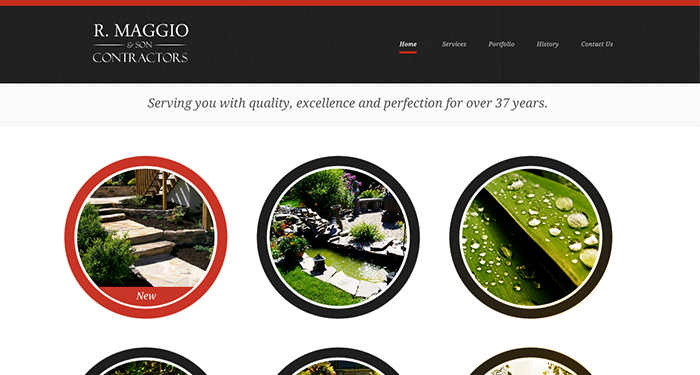 R. MAGGIO
& SON
CONTRACTORS
Home Services Portfolio History Contact Us
Serving you with quality, excellence and perfection for over 37 years.
New